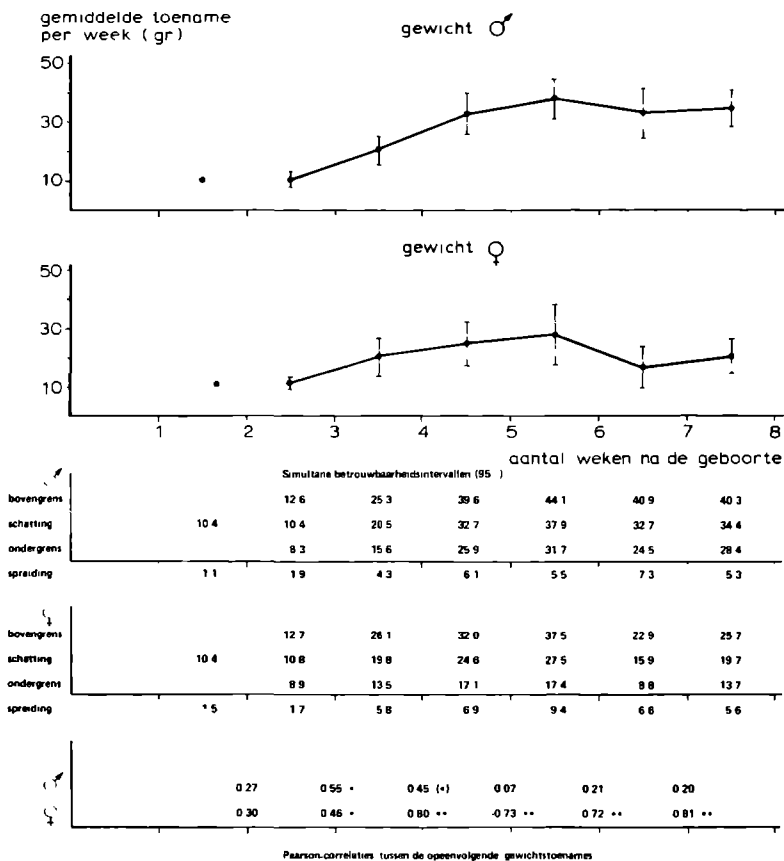 gemiddelde toename
per week (gr)
gewicht ♂
50
30
10
gewicht ♀
50
30
10
1 2 3 4 5 6 7 8
aantal weken na de geboorte
Simultane betrouwbaarheidsintervallen (95 )
♂
bovengrens 12 6 25 3 39 6 44 1 40 9 40 3
schatting 10 4 10 4 20 5 32 7 37 9 32 7 34 4
ondergrens 8 3 15 6 25 9 31 7 24 5 28 4
spreiding 1 1 1 9 4 3 6 1 5 5 7 3 5 3
♀
bovengrens 12 7 26 1 32 0 37 5 22 9 25 7
schatting 10 4 10 8 19 8 24 6 27 5 15 9 19 7
ondergrens 8 9 13 5 17 1 17 4 8 8 13 7
spreiding 1 5 1 7 5 8 6 9 9 4 6 6 5 6
♂ 0 27 0 55 * 0 45 (*) 0 07 0 21 0 20
♀ 0 30 0 46 * 0 80 ** -0 73 ** 0 72 ** 0 81 **
Pearson-correlaties tussen de opeenvolgende gewichtstoenames